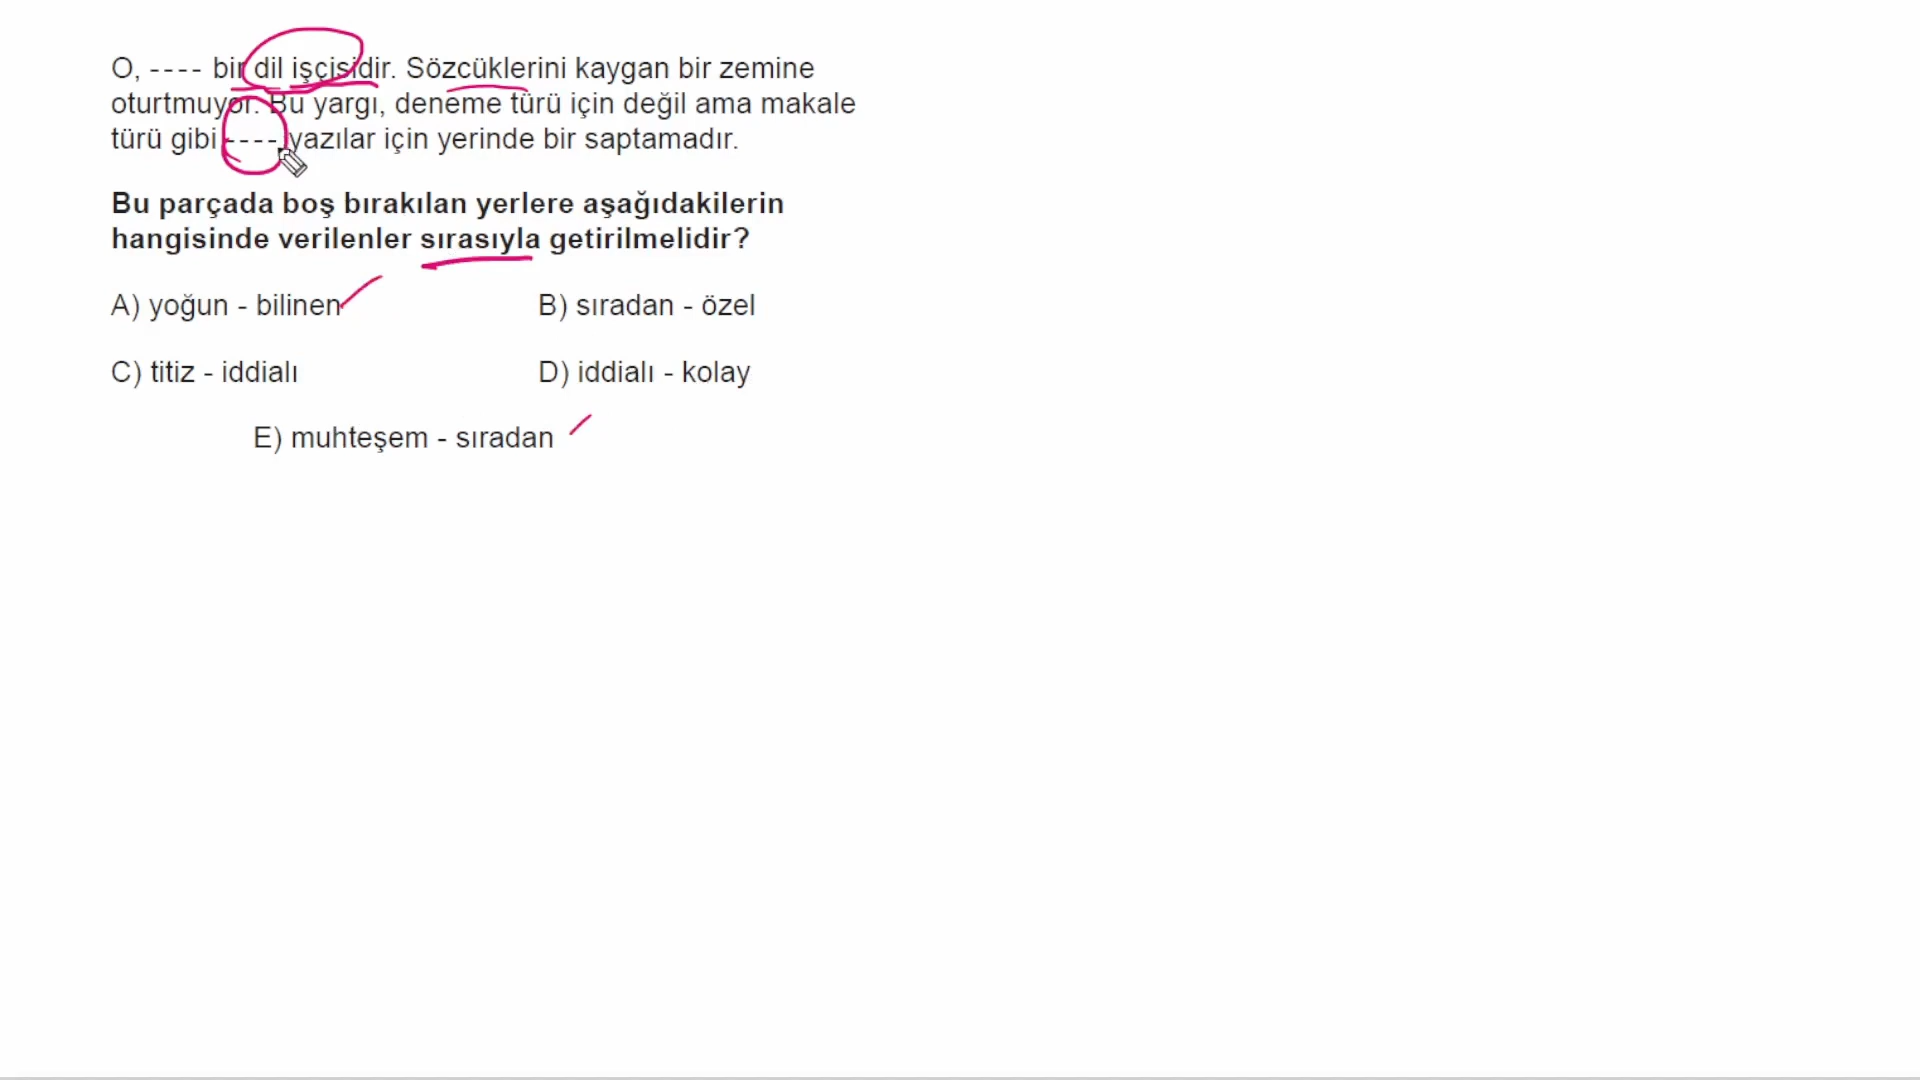 O, ---- bir dil işçisidir. Sözcüklerini kaygan bir zemine
oturtmuyor. Bu yargı, deneme türü için değil ama makale
türü gibi ---- yazılar için yerinde bir saptamadır.
Bu parçada boş bırakılan yerlere aşağıdakilerin
hangisinde verilenler sırasıyla getirilmelidir?
A) yoğun - bilinen
B) sıradan - özel
C) titiz - iddialı
D) iddialı - kolay
E) muhteşem - sıradan